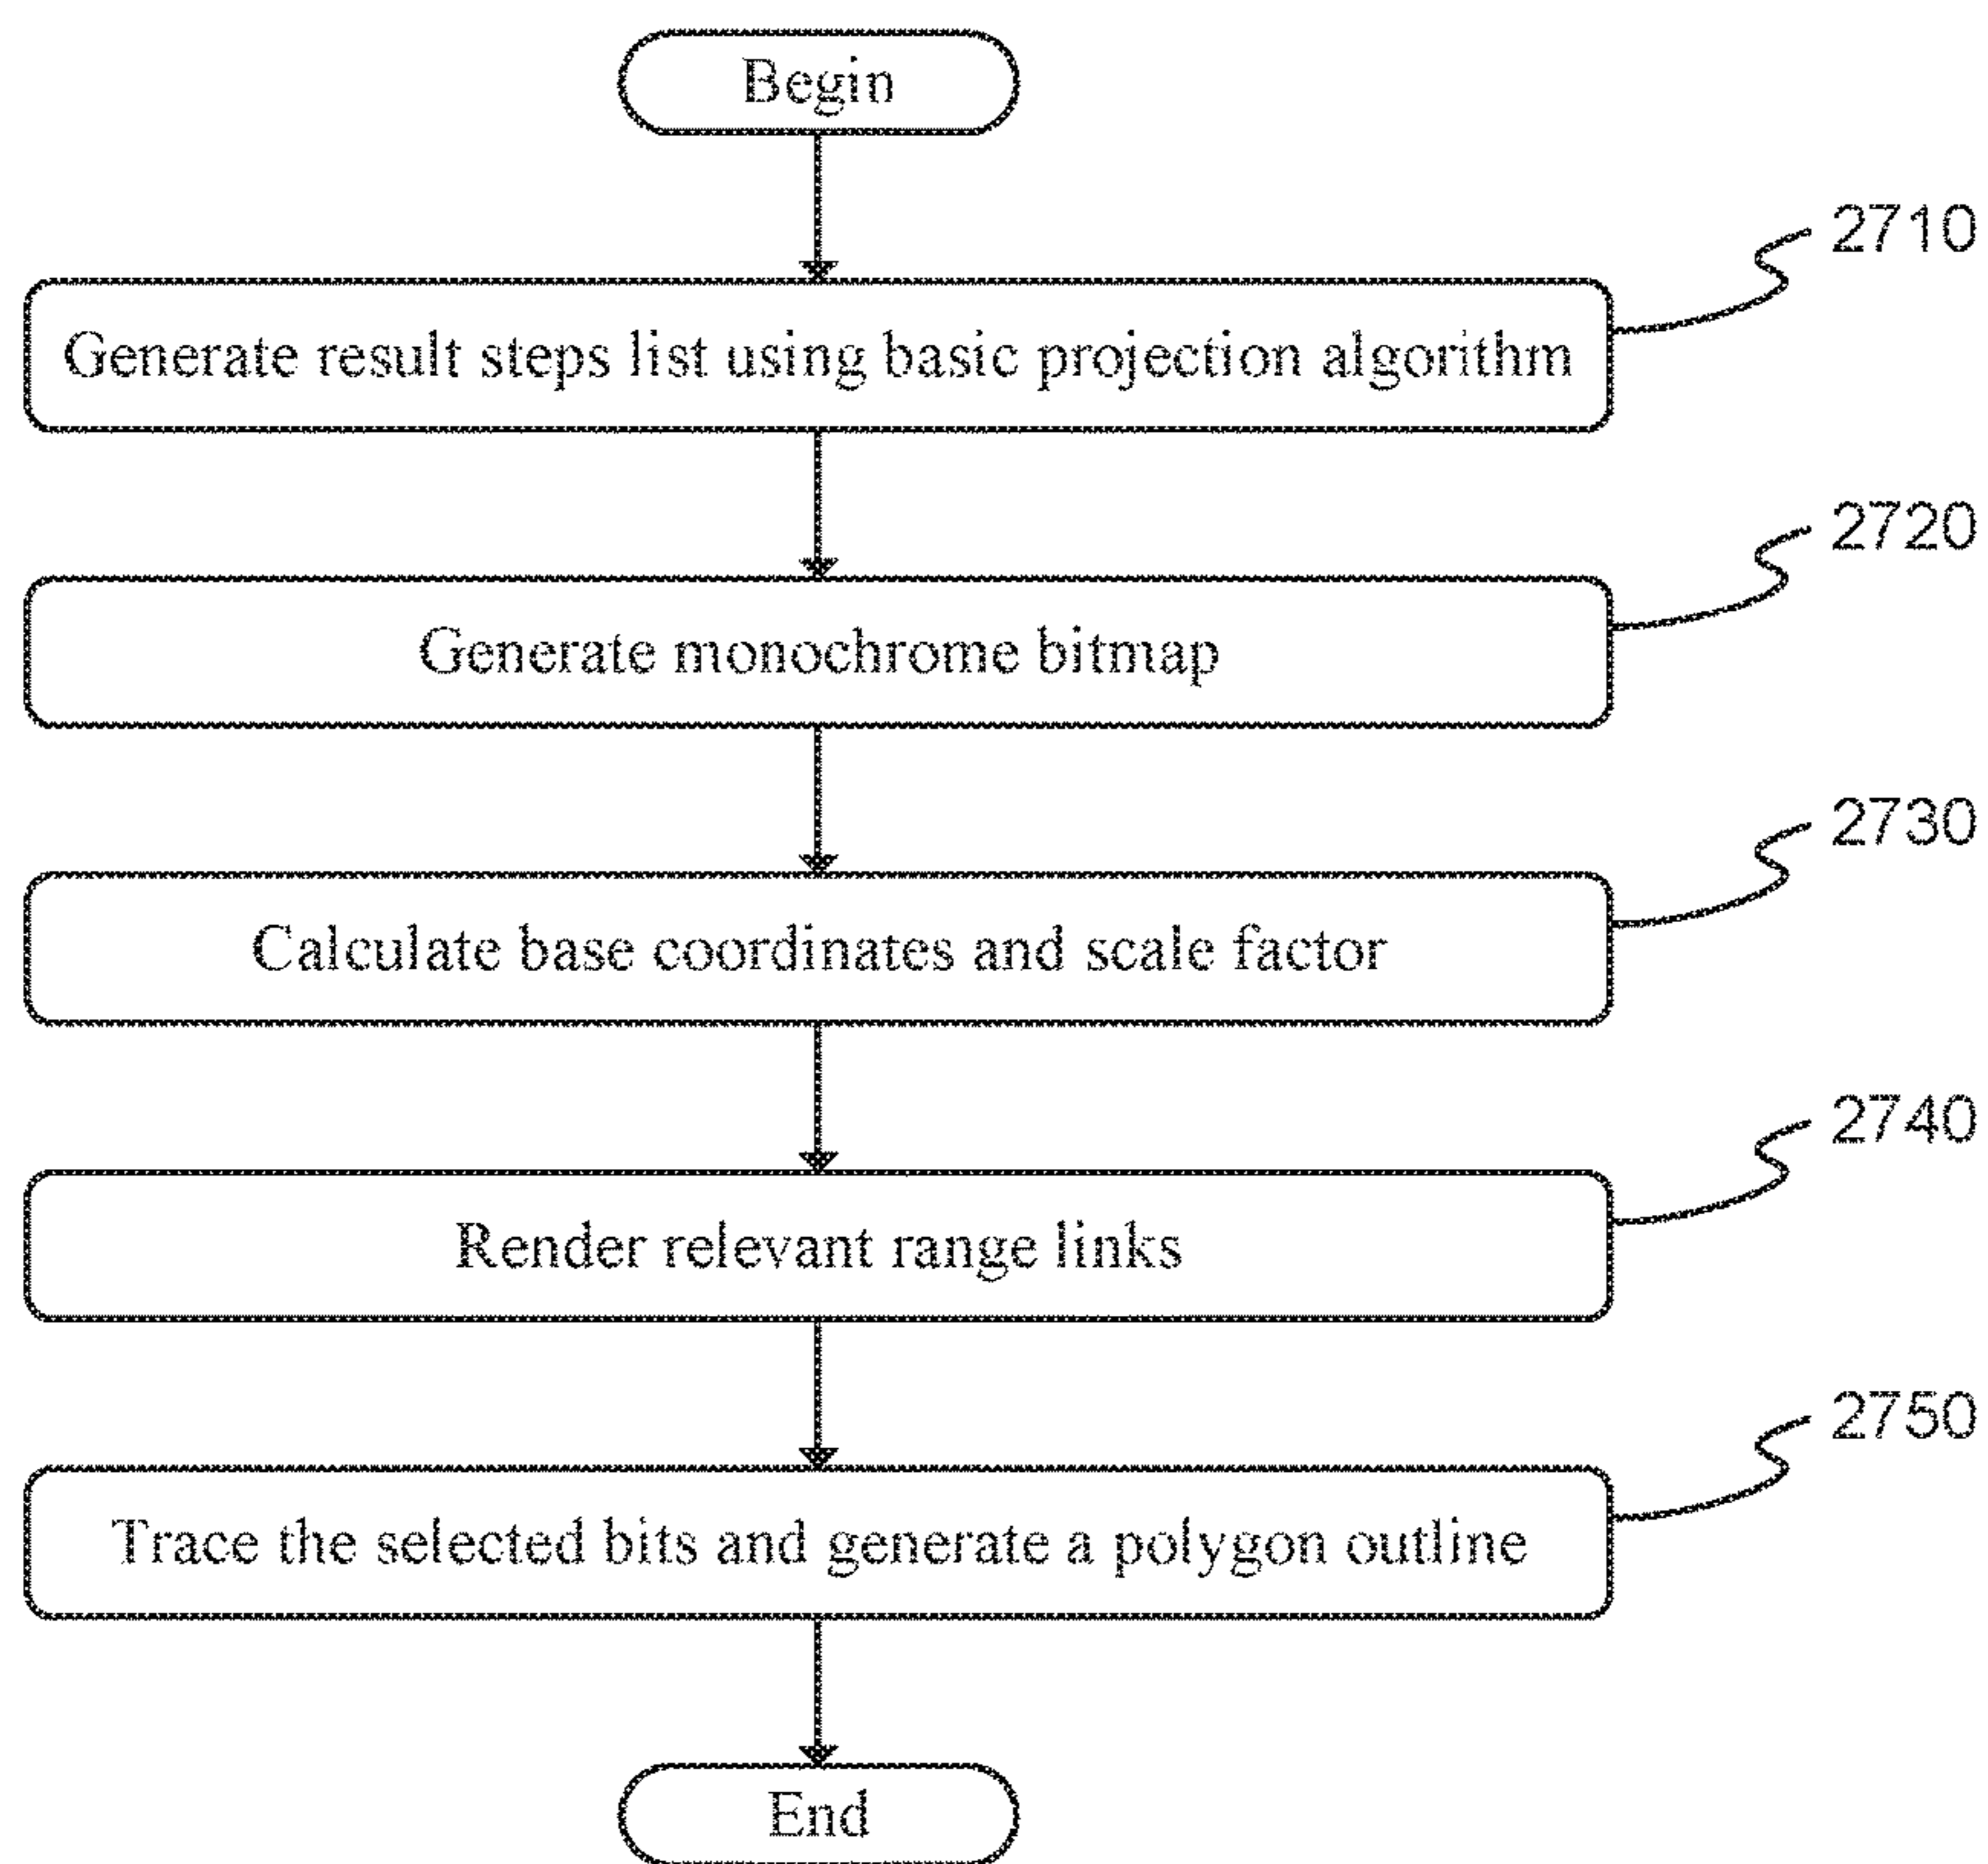 Begin
2710
Generate result steps list using basic projection algorithm
2720
Generate monochrome bitmap
2730
Calculate base coordinates and scale factor
2740
Render relevant range links
2750
Trace the selected bits and generate a polygon outline
End